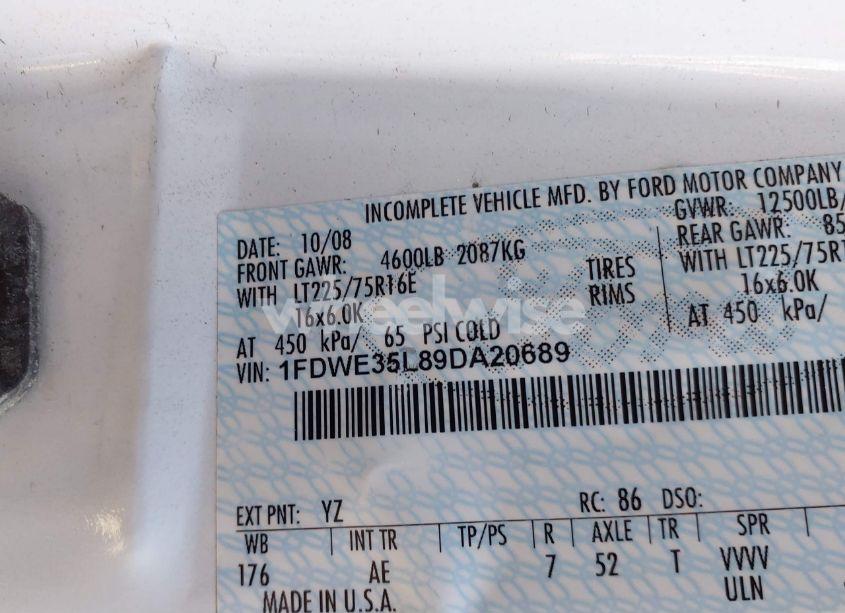 INCOMPLETE VEHICLE MFD. BY FORD MOTOR COMPANY
DATE: 10/08 GVWR: 12500LB/
FRONT GAWR: 4600LB 2087KG REAR GAWR: 85
WITH LT225/75R16E TIRES WITH LT225/75R1
16x6.0K RIMS 16x6.0K
AT 450 kPa/ 65 PSI COLD AT 450 kPa/
VIN: 1FDWE35L89DA20689
wheelwise
EXT PNT: YZ RC: 86 DSO:
WB INT TR TP/PS R AXLE TR SPR
176 AE 7 52 T VVVV
MADE IN U.S.A. ULN